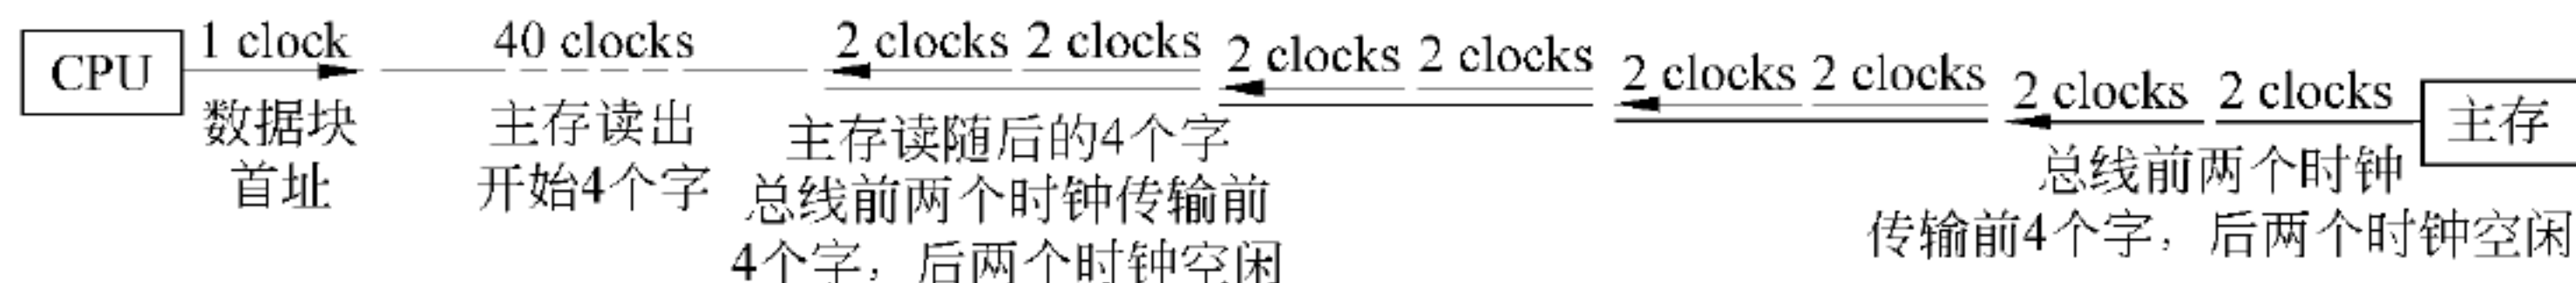 CPU
1 clock
数据块
首址
40 clocks
主存读出
开始4个字
2 clocks 2 clocks
主存读随后的4个字
总线前两个时钟传输前
4个字，后两个时钟空闲
2 clocks 2 clocks
2 clocks 2 clocks
2 clocks 2 clocks
总线前两个时钟
传输前4个字，后两个时钟空闲
主存